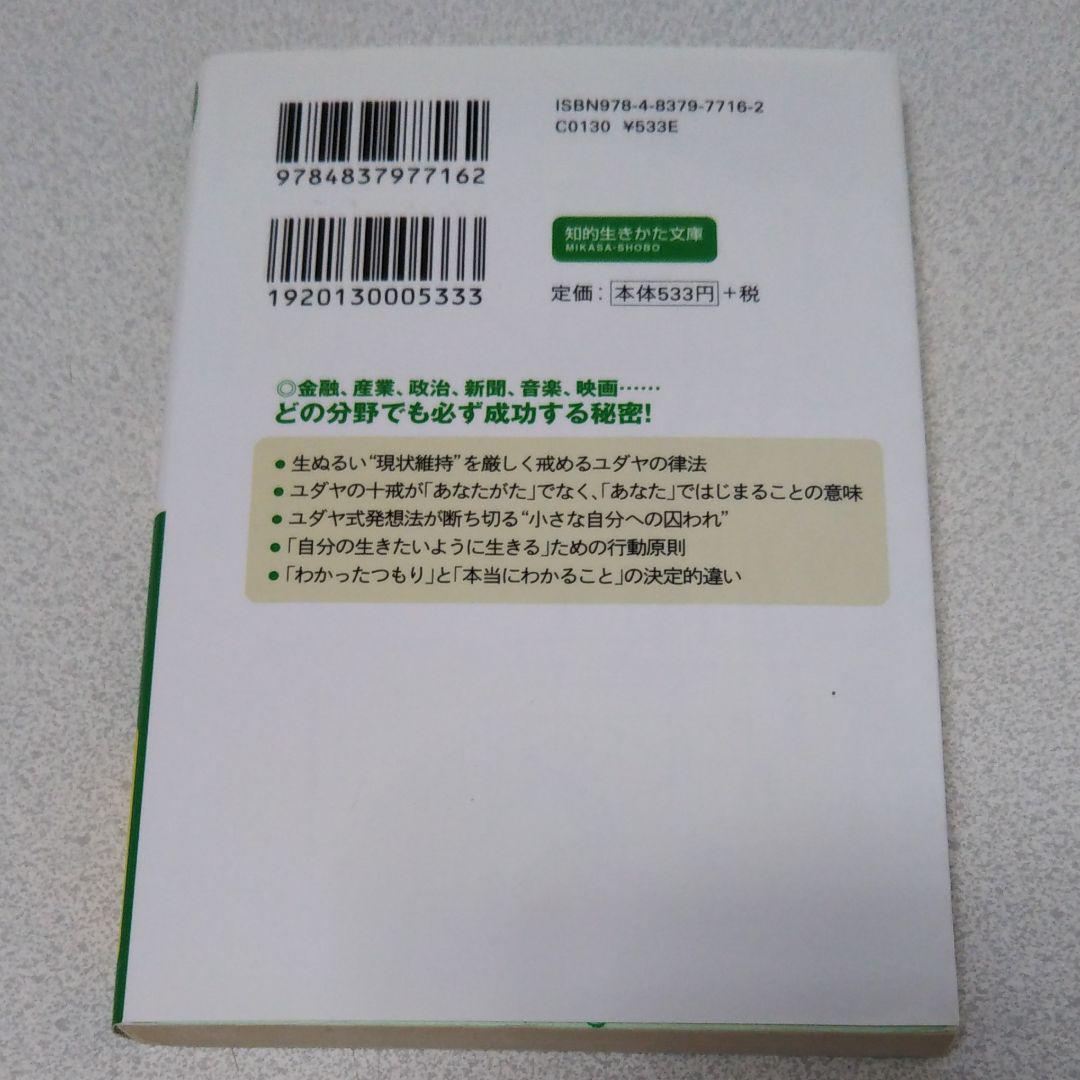 ISBN978-4-8379-7716-2
C0130 ¥533E
9784837977162
知的生きかた文庫
MIKASA-SHOBO
1920130005333
定価：本体533円+税
◎金融、産業、政治、新聞、音楽、映画……
どの分野でも必ず成功する秘密！
●生ぬるい“現状維持”を厳しく戒めるユダヤの律法
●ユダヤの十戒が「あなたがた」でなく、「あなた」ではじまることの意味
●ユダヤ式発想法が断ち切る“小さな自分への囚われ”
●「自分の生きたいように生きる」ための行動原則
●「わかったつもり」と「本当にわかること」の決定的違い